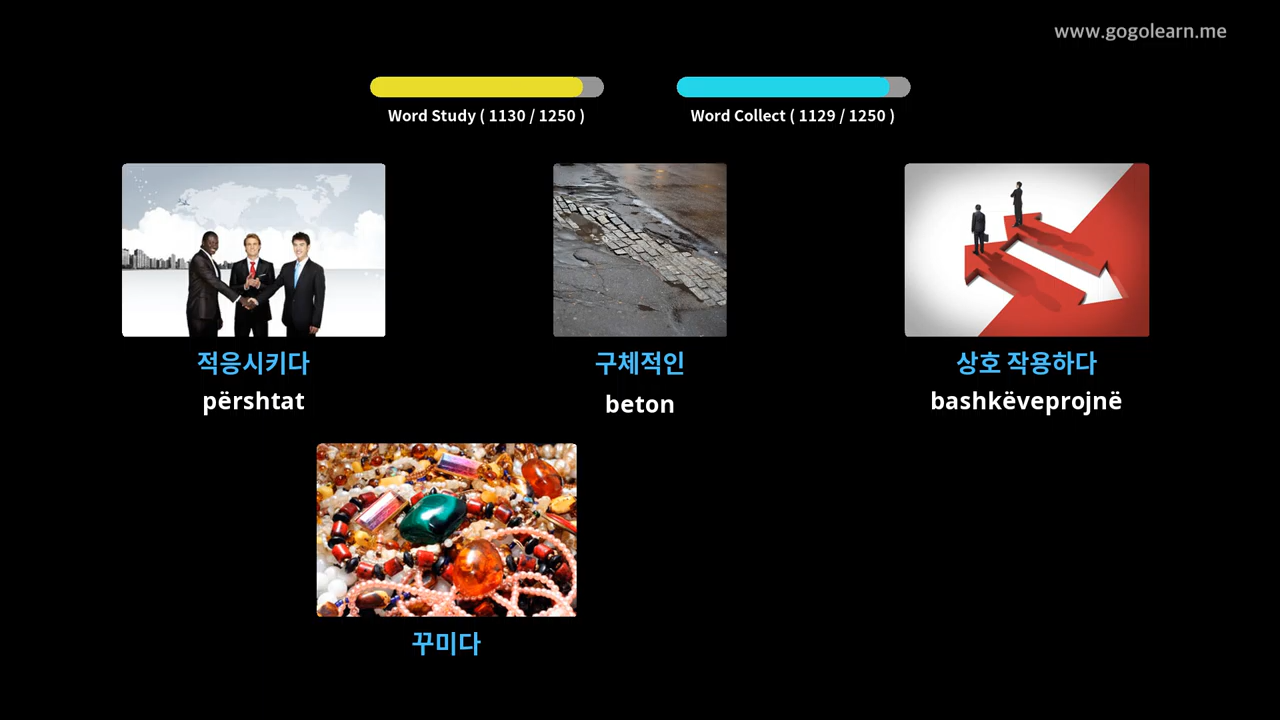 www.gogolearn.me
Word Study ( 1130 / 1250 )
Word Collect ( 1129 / 1250 )
적응시키다
përshtat
구체적인
beton
상호 작용하다
bashkëveprojnë
꾸미다